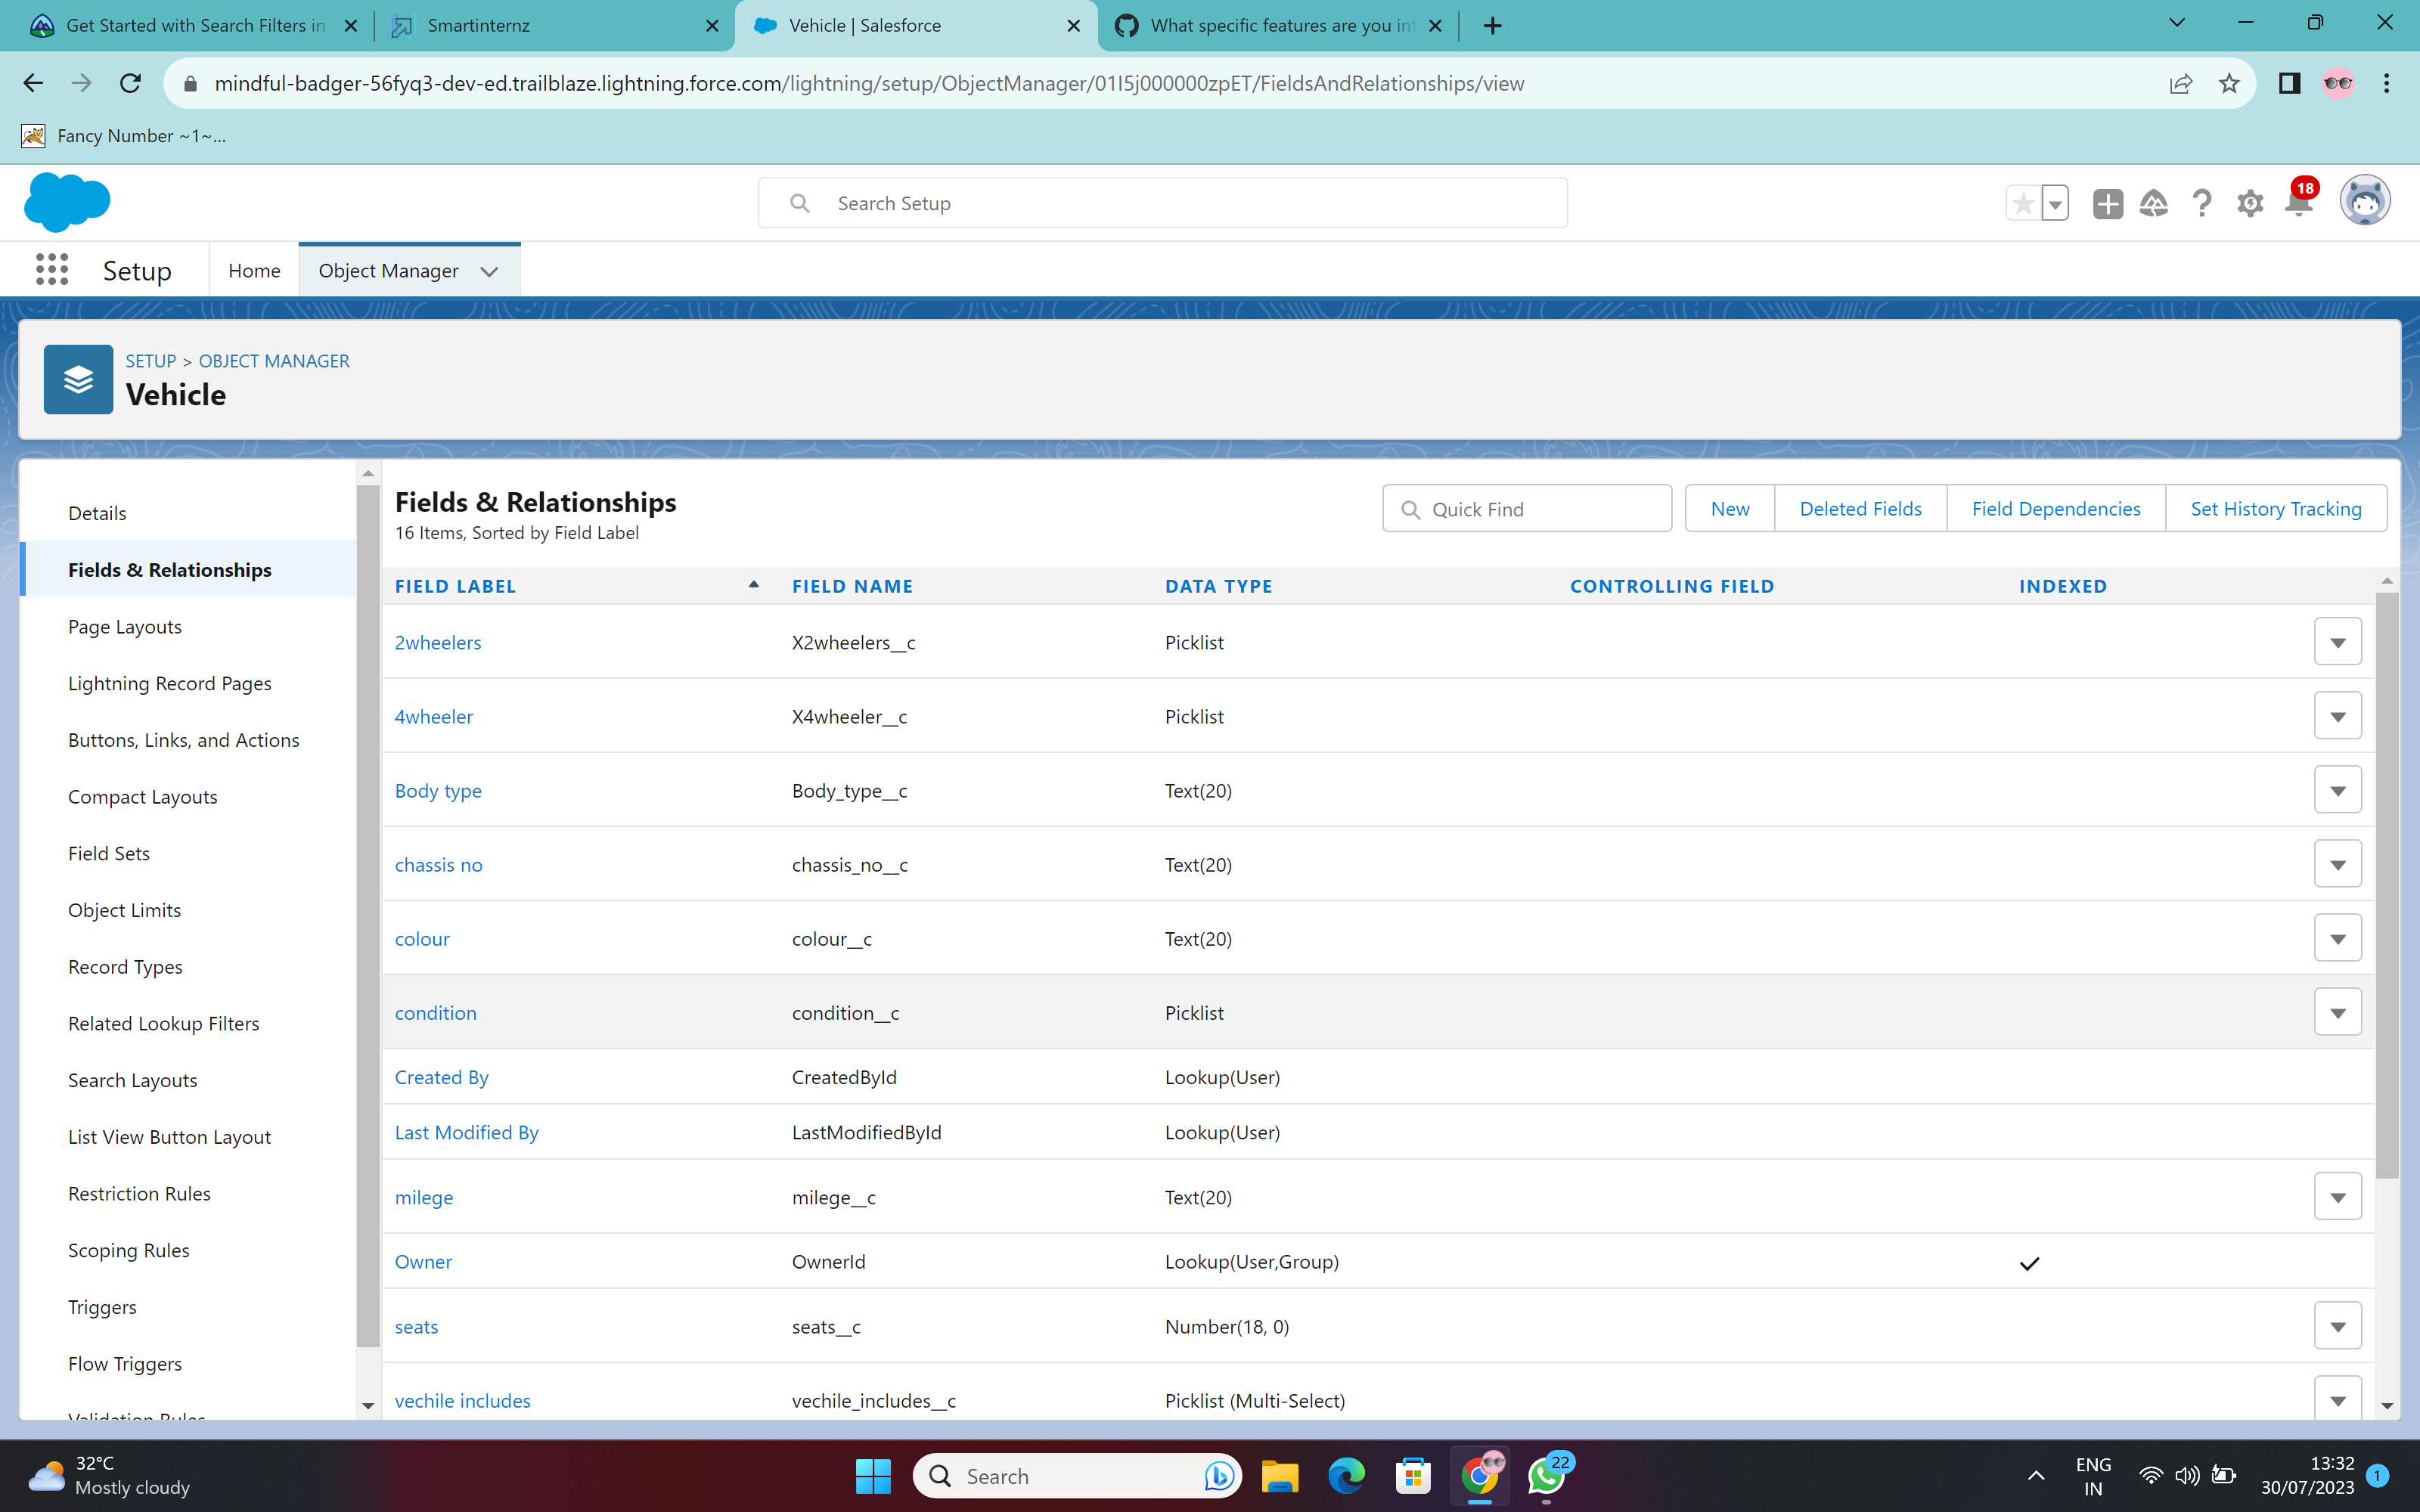 Get Started with Search Filters in
Smartinternz
Vehicle | Salesforce
What specific features are you int
mindful-badger-56fyq3-dev-ed.trailblaze.lightning.force.com/lightning/setup/ObjectManager/01I5j000000zpET/FieldsAndRelationships/view
Fancy Number ~1~...
Search Setup
18
Setup
Home
Object Manager
SETUP > OBJECT MANAGER
Vehicle
Details
Fields & Relationships
Page Layouts
Lightning Record Pages
Buttons, Links, and Actions
Compact Layouts
Field Sets
Object Limits
Record Types
Related Lookup Filters
Search Layouts
List View Button Layout
Restriction Rules
Scoping Rules
Triggers
Flow Triggers
Validation Rules
Fields & Relationships
16 Items, Sorted by Field Label
Quick Find
New
Deleted Fields
Field Dependencies
Set History Tracking
FIELD LABEL FIELD NAME DATA TYPE CONTROLLING FIELD INDEXED
2wheelers X2wheelers__c Picklist
4wheeler X4wheeler__c Picklist
Body type Body_type__c Text(20)
chassis no chassis_no__c Text(20)
colour colour__c Text(20)
condition condition__c Picklist
Created By CreatedById Lookup(User)
Last Modified By LastModifiedById Lookup(User)
milege milege__c Text(20)
Owner OwnerId Lookup(User,Group)
seats seats__c Number(18, 0)
vechile includes vechile_includes__c Picklist (Multi-Select)
32°C
Mostly cloudy
Search
22
ENG
IN
13:32
30/07/2023
1